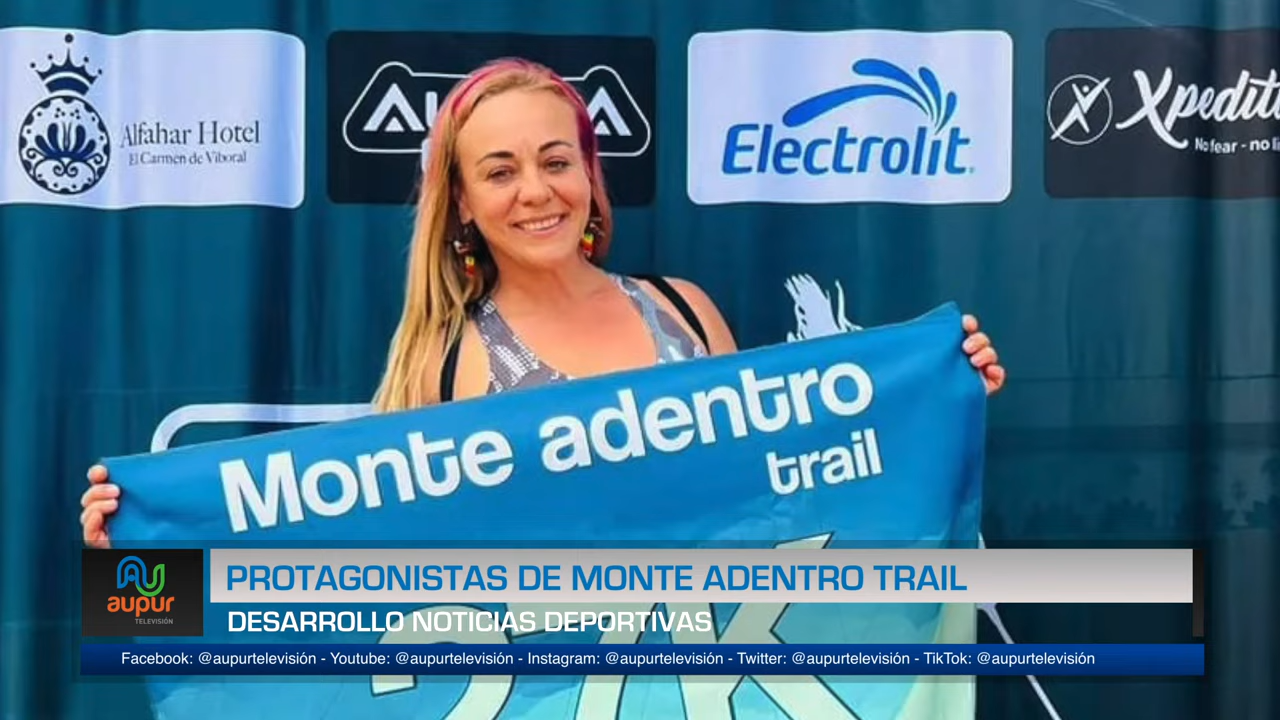 Alfahar Hotel
El Carmen de Viboral
Electrolit
Xpedit
No fear - no li
Monte adentro
trail
27K
PROTAGONISTAS DE MONTE ADENTRO TRAIL
DESARROLLO NOTICIAS DEPORTIVAS
aupur
TELEVISIÓN
Facebook: @aupurtelevisión - Youtube: @aupurtelevisión - Instagram: @aupurtelevisión - Twitter: @aupurtelevisión - TikTok: @aupurtelevisión